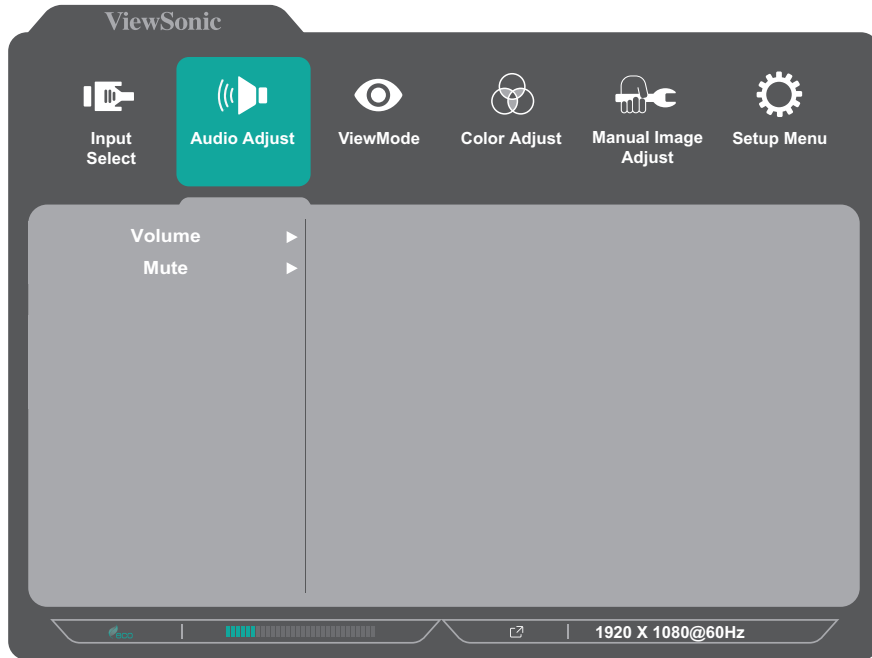 ViewSonic
Input
Select
Audio Adjust
ViewMode
Color Adjust
Manual Image
Adjust
Setup Menu
Volume
Mute
eco
1920 X 1080@60Hz